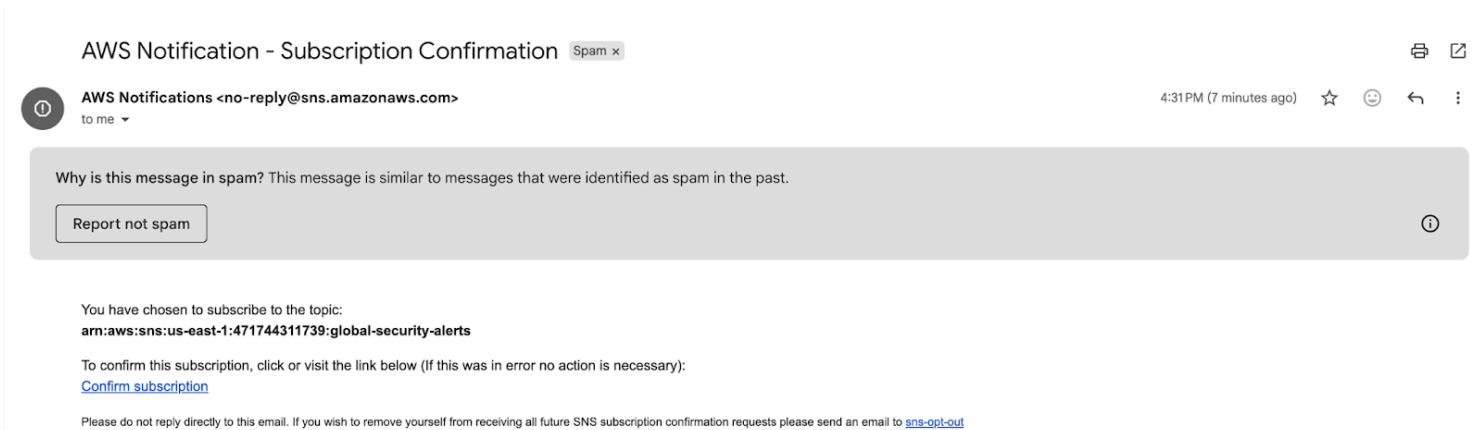 AWS Notification - Subscription Confirmation Spam x
AWS Notifications <no-reply@sns.amazonaws.com> 4:31 PM (7 minutes ago)
to me
Why is this message in spam? This message is similar to messages that were identified as spam in the past.
Report not spam
You have chosen to subscribe to the topic:
arn:aws:sns:us-east-1:471744311739:global-security-alerts
To confirm this subscription, click or visit the link below (If this was in error no action is necessary):
Confirm subscription
Please do not reply directly to this email. If you wish to remove yourself from receiving all future SNS subscription confirmation requests please send an email to sns-opt-out